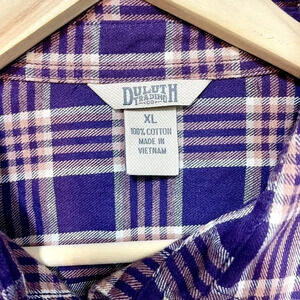 DULUTH
TRADING
CO
XL
100% COTTON
MADE IN
VIETNAM